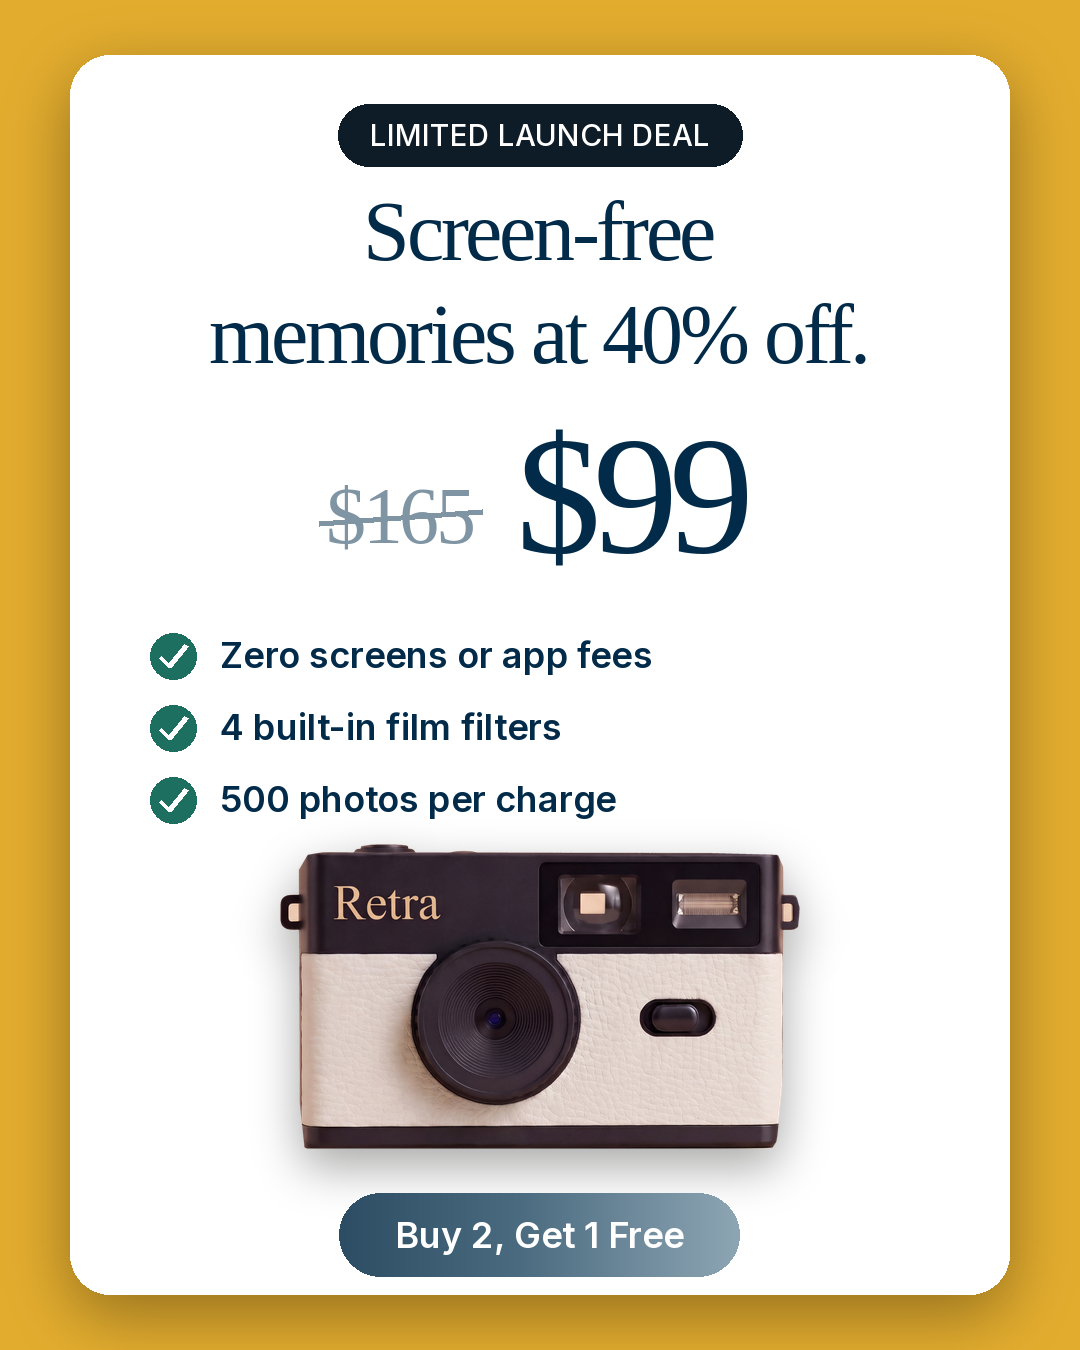 LIMITED LAUNCH DEAL
Screen-free
memories at 40% off.
$165 $99
Zero screens or app fees
4 built-in film filters
500 photos per charge
Retra
Buy 2, Get 1 Free